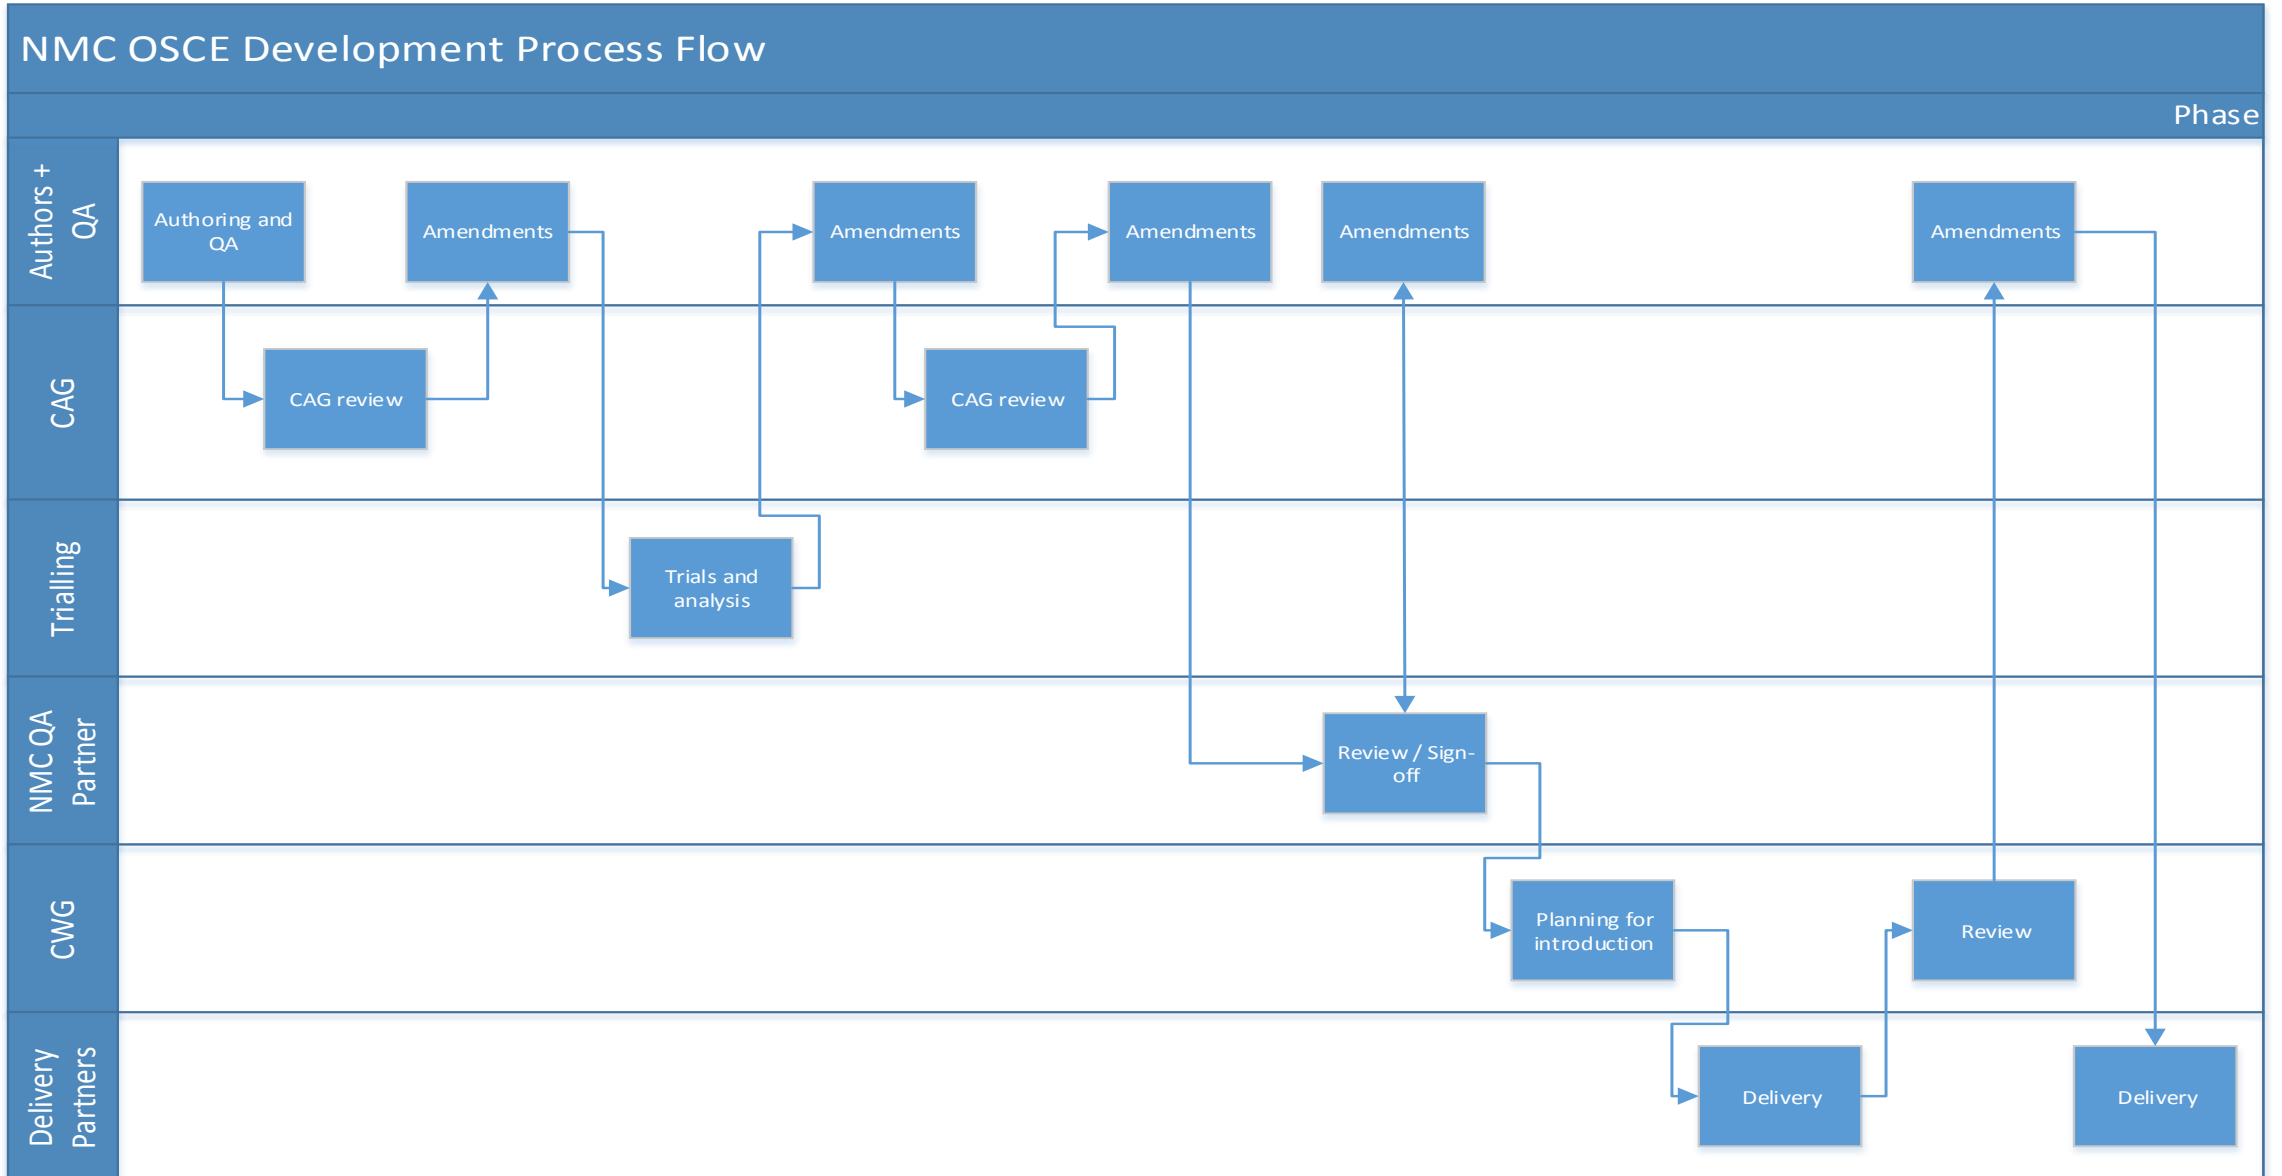 NMC OSCE Development Process Flow
Phase
Authors +
QA
Authoring and
QA
Amendments
Amendments
Amendments
Amendments
Amendments
CAG
CAG review
CAG review
Trialling
Trials and
analysis
NMC QA
Partner
Review / Sign-
off
CWG
Planning for
introduction
Review
Delivery
Partners
Delivery
Delivery